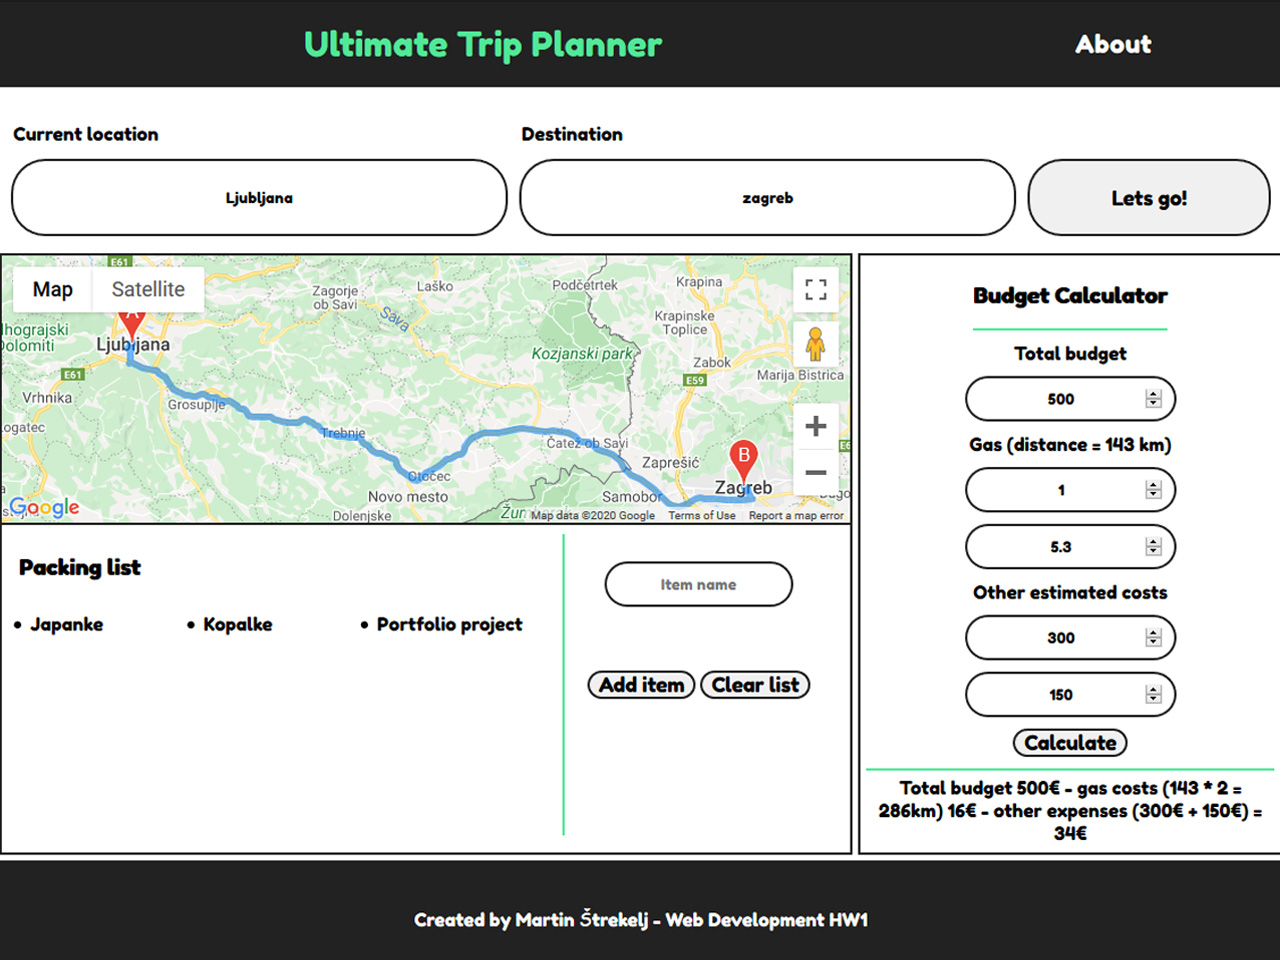 Ultimate Trip Planner
About
Current location
Destination
Ljubljana
zagreb
Lets go!
Map
Satellite
E61
Zagorje
ob Savi
Laško
Podčetrtek
Krapina
Krapinske
Toplice
Sava
A
Ljubljana
Kozjanski park
Zabok
E59
Marija Bistrica
E61
Vrhnika
Grosuplje
Trebnje
Čatež ob Savi
B
Zaprešić
Otočec
Novo mesto
Samobor
Zagreb
Dolenjske
Google
Map data ©2020 Google
Terms of Use
Report a map error
Budget Calculator
Total budget
500
Gas (distance = 143 km)
1
5.3
Other estimated costs
300
150
Calculate
Total budget 500€ - gas costs (143 * 2 =
286km) 16€ - other expenses (300€ + 150€) =
34€
Packing list
• Japanke
• Kopalke
• Portfolio project
Item name
Add item
Clear list
Created by Martin Štrekelj - Web Development HW1